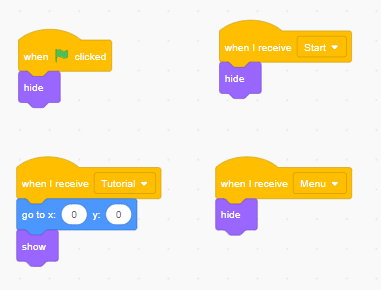 when clicked
hide
when I receive Start
hide
when I receive Tutorial
go to x: 0 y: 0
show
when I receive Menu
hide